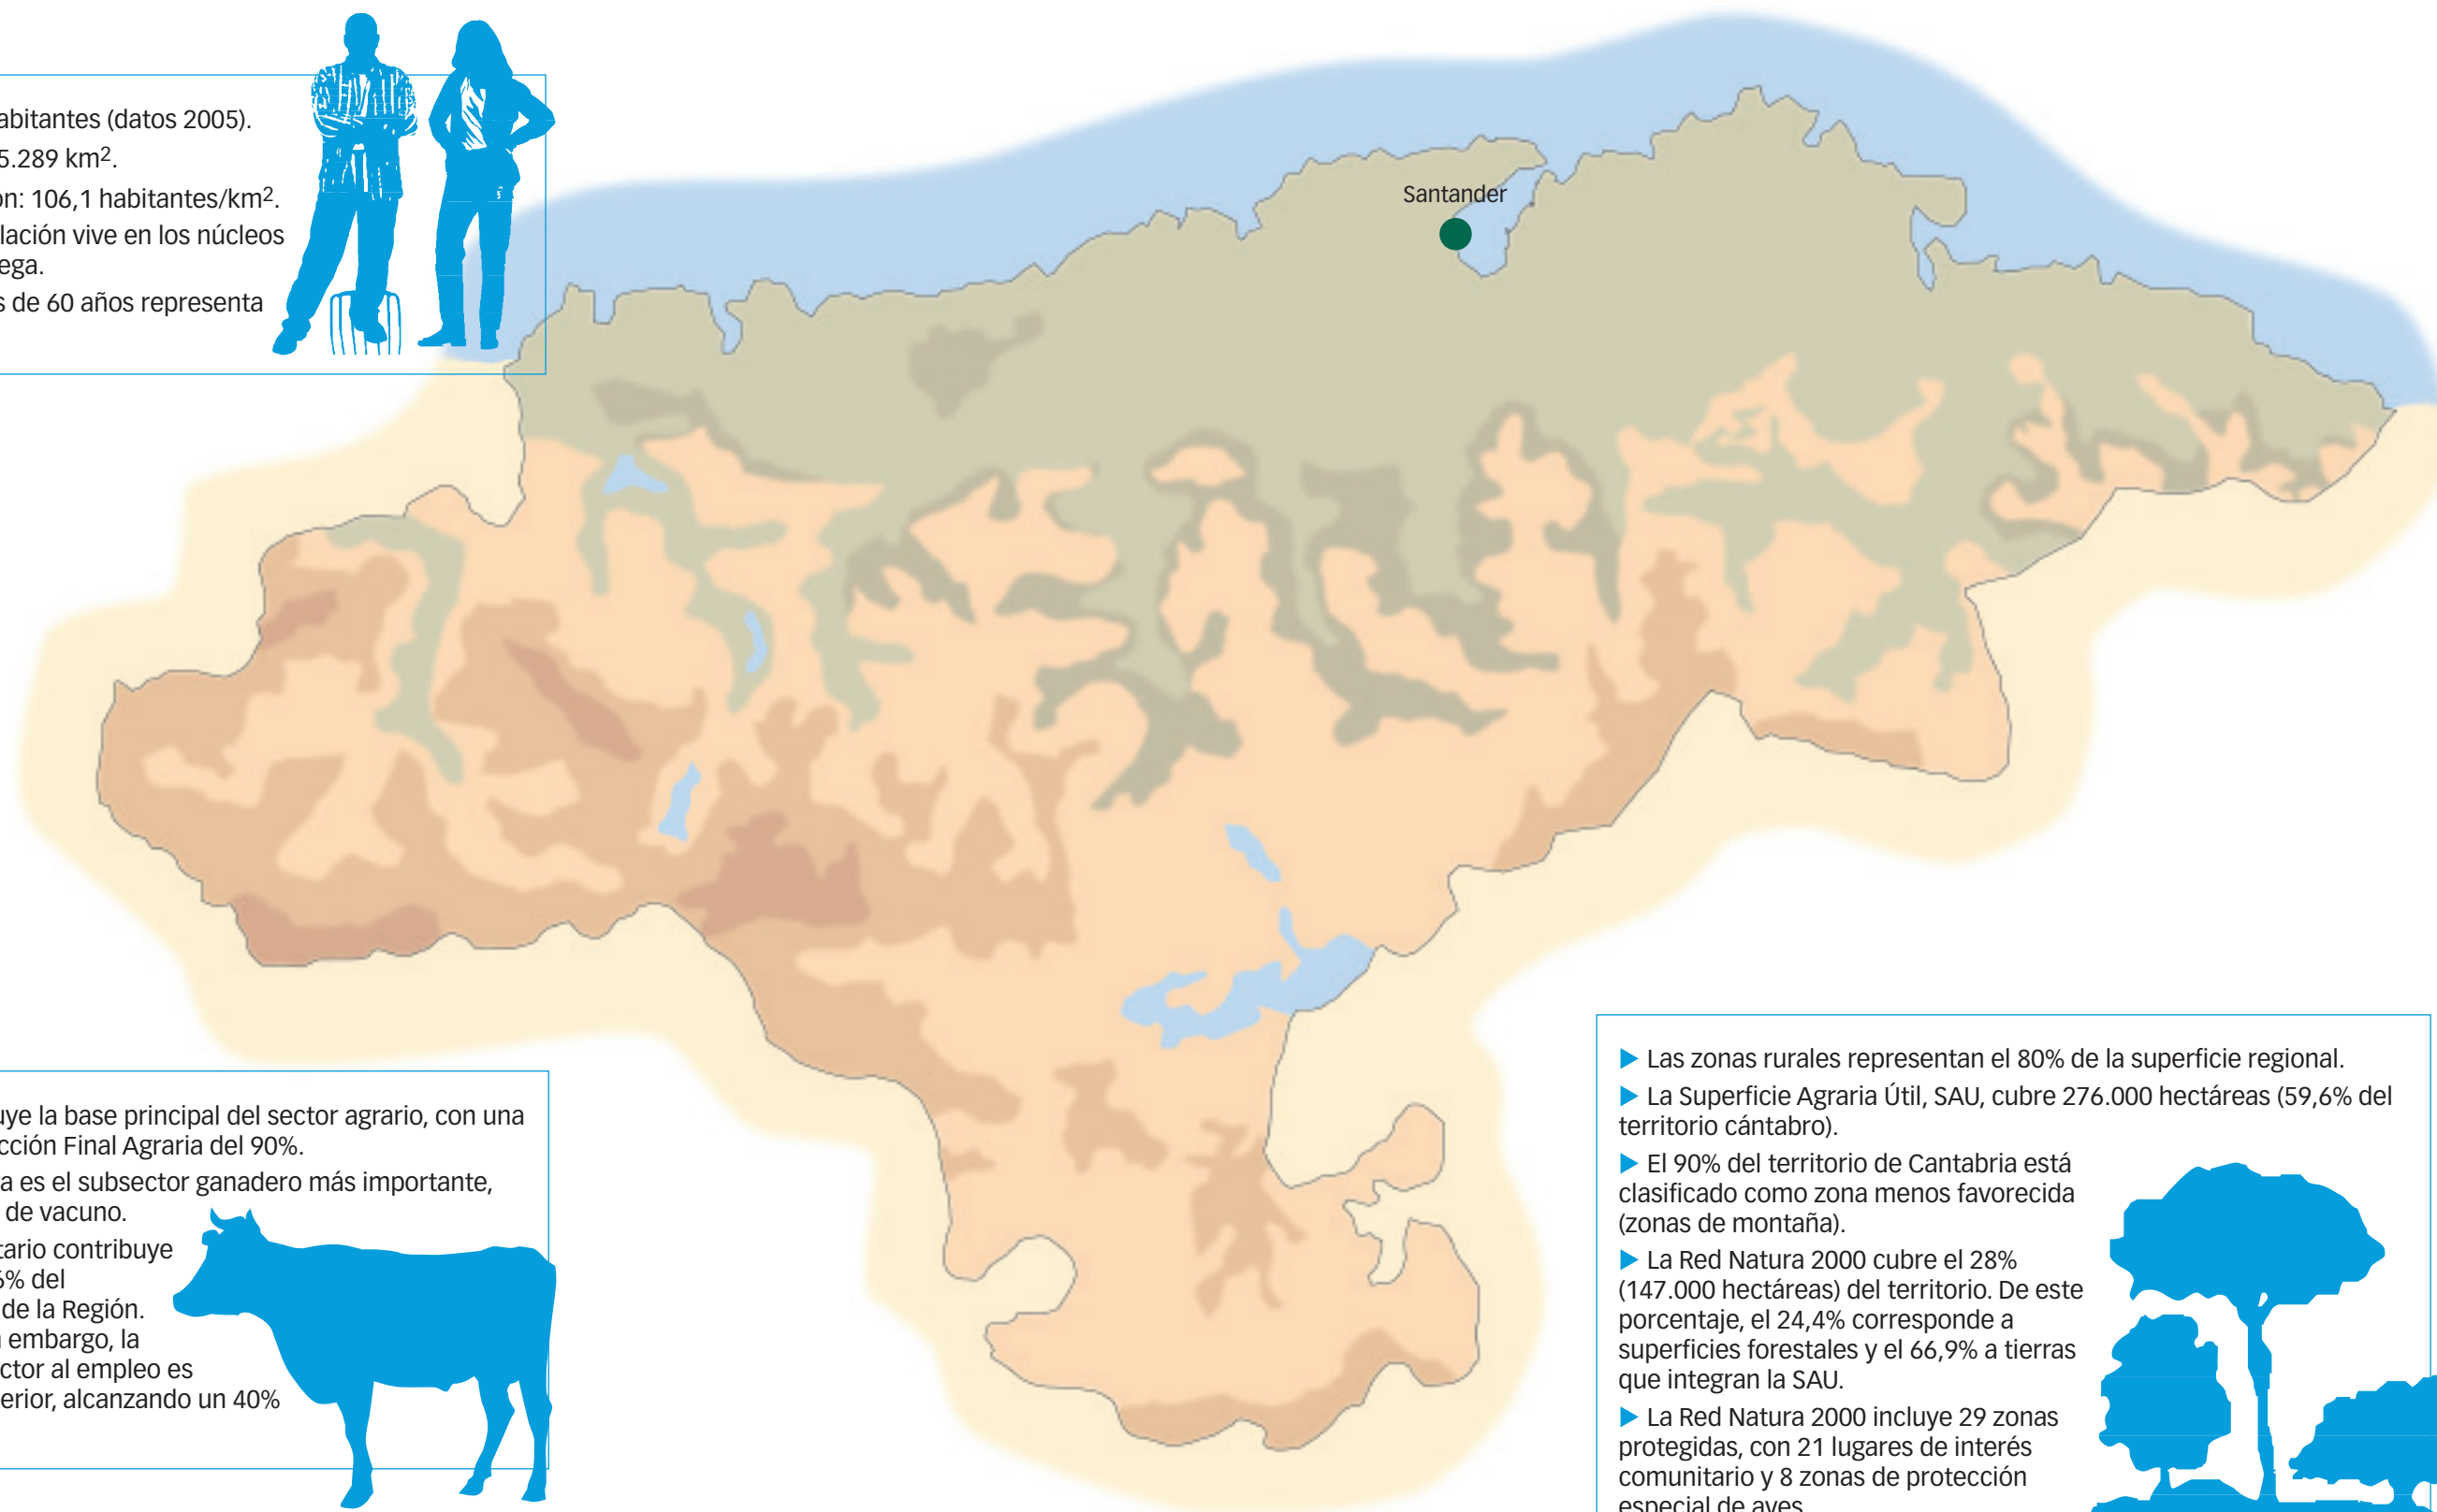 abitantes (datos 2005).
5.289 km².
on: 106,1 habitantes/km².
lación vive en los núcleos
ega.
s de 60 años representa
Santander
uye la base principal del sector agrario, con una
cción Final Agraria del 90%.
a es el subsector ganadero más importante,
de vacuno.
tario contribuye
6% del
de la Región.
embargo, la
ctor al empleo es
erior, alcanzando un 40%
▶ Las zonas rurales representan el 80% de la superficie regional.
▶ La Superficie Agraria Útil, SAU, cubre 276.000 hectáreas (59,6% del
territorio cántabro).
▶ El 90% del territorio de Cantabria está
clasificado como zona menos favorecida
(zonas de montaña).
▶ La Red Natura 2000 cubre el 28%
(147.000 hectáreas) del territorio. De este
porcentaje, el 24,4% corresponde a
superficies forestales y el 66,9% a tierras
que integran la SAU.
▶ La Red Natura 2000 incluye 29 zonas
protegidas, con 21 lugares de interés
comunitario y 8 zonas de protección
especial de aves.